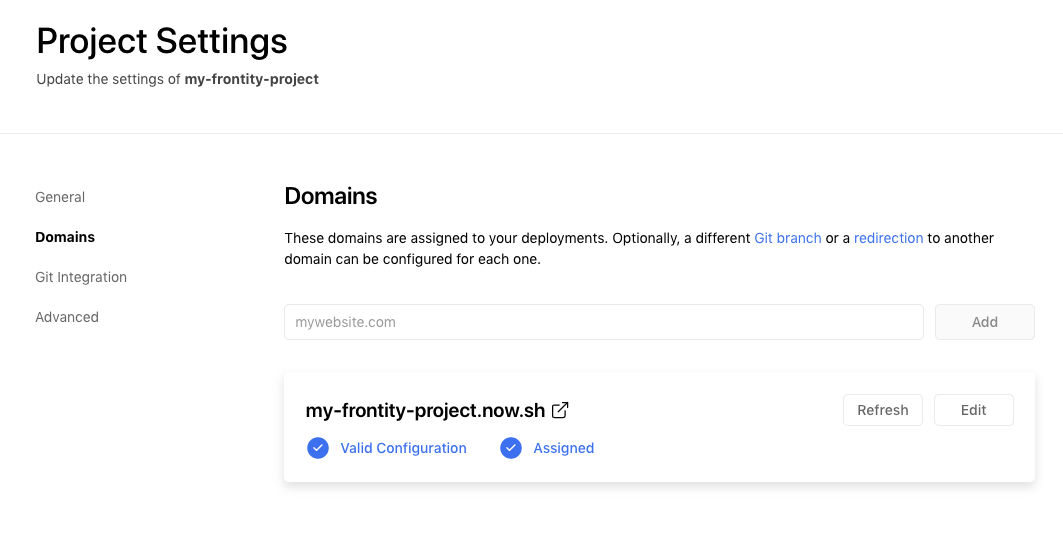 Project Settings
Update the settings of my-frontity-project
General
Domains
Git Integration
Advanced
Domains
These domains are assigned to your deployments. Optionally, a different Git branch or a redirection to another
domain can be configured for each one.
mywebsite.com
Add
my-frontity-project.now.sh
Refresh
Edit
Valid Configuration
Assigned